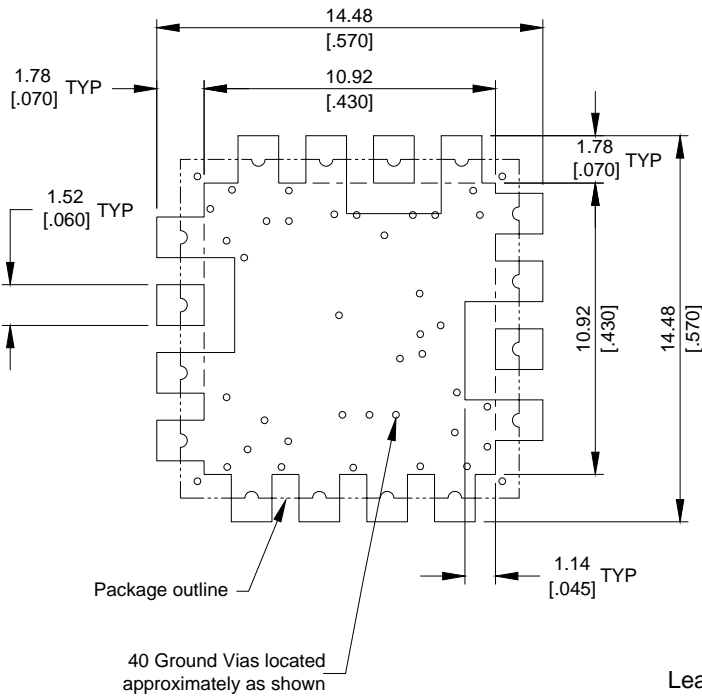 14.48
[.570]
1.78
[.070]
TYP
10.92
[.430]
1.78
[.070]
TYP
1.52
[.060]
TYP
10.92
[.430]
14.48
[.570]
1.14
[.045]
TYP
Package outline
40 Ground Vias located
approximately as shown
Lea